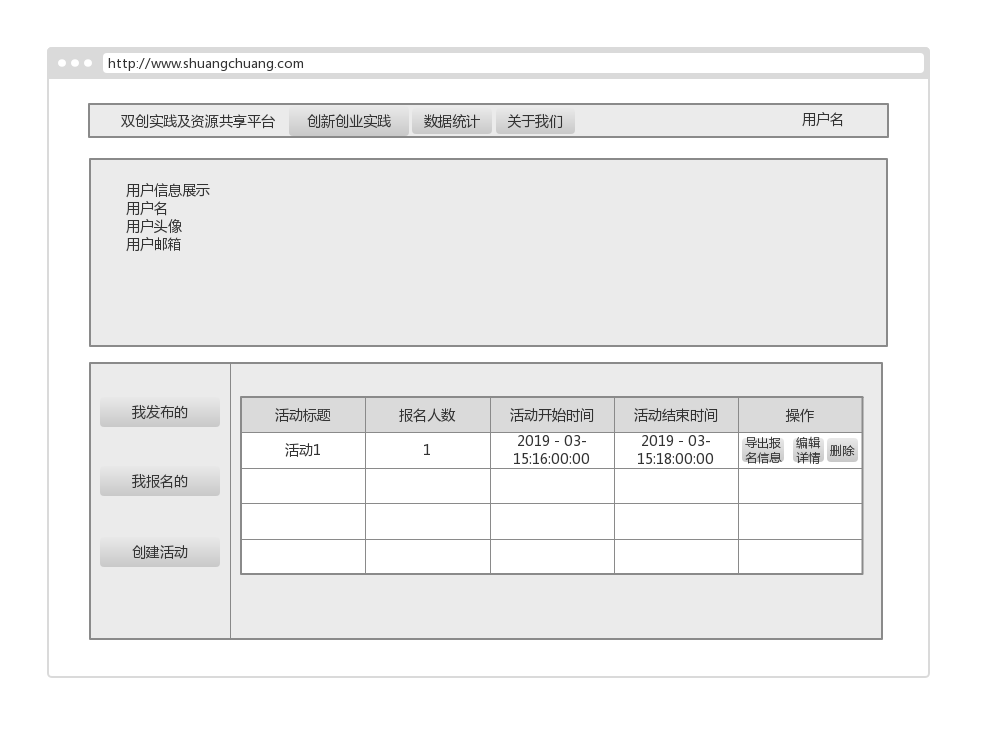 http://www.shuangchuang.com
双创实践及资源共享平台 创新创业实践 数据统计 关于我们 用户名
用户信息展示
用户名
用户头像
用户邮箱
我发布的
我报名的
创建活动
活动标题 报名人数 活动开始时间 活动结束时间 操作
活动1 1 2019 - 03-
15:16:00:00 2019 - 03-
15:18:00:00 导出报
名信息 编辑
详情 删除